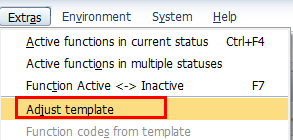 Extras Environment System Help
Active functions in current status Ctrl+F4
Active functions in multiple statuses
Function Active <-> Inactive F7
Adjust template
Function codes from template